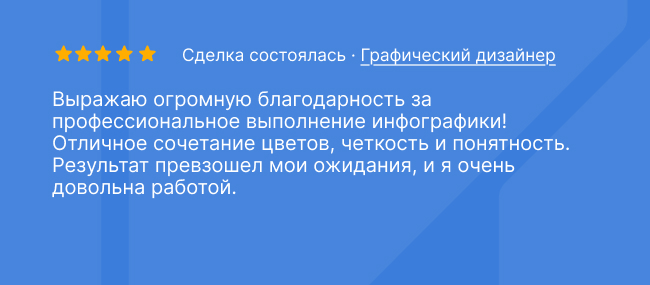 Сделка состоялась · Графический дизайнер
Выражаю огромную благодарность за
профессиональное выполнение инфографики!
Отличное сочетание цветов, четкость и понятность.
Результат превзошел мои ожидания, и я очень
довольна работой.